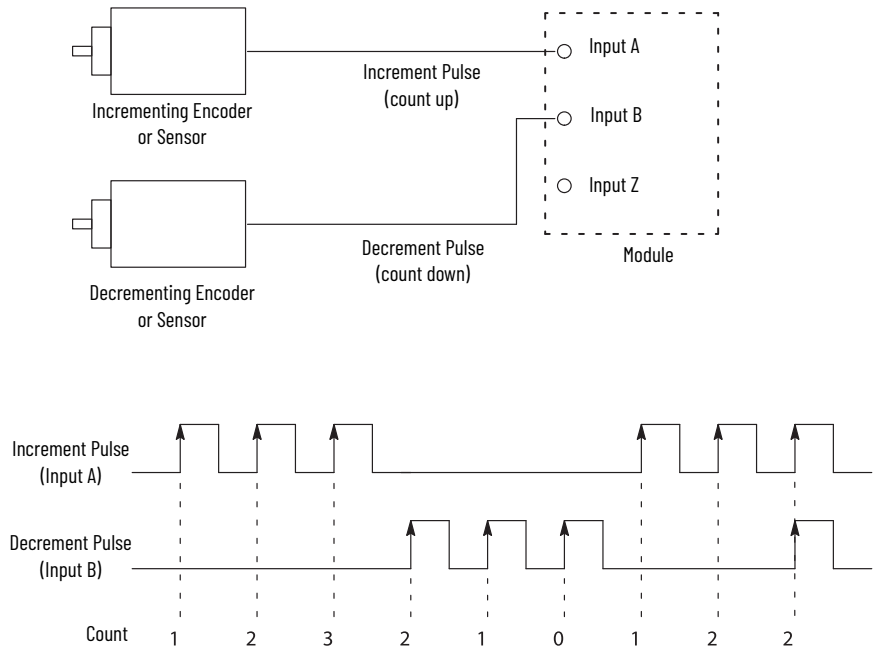 Input A
Increment Pulse
(count up)
Incrementing Encoder
or Sensor
Input B
Input Z
Decrement Pulse
(count down)
Module
Decrementing Encoder
or Sensor
Increment Pulse
(Input A)
Decrement Pulse
(Input B)
Count 1 2 3 2 1 0 1 2 2